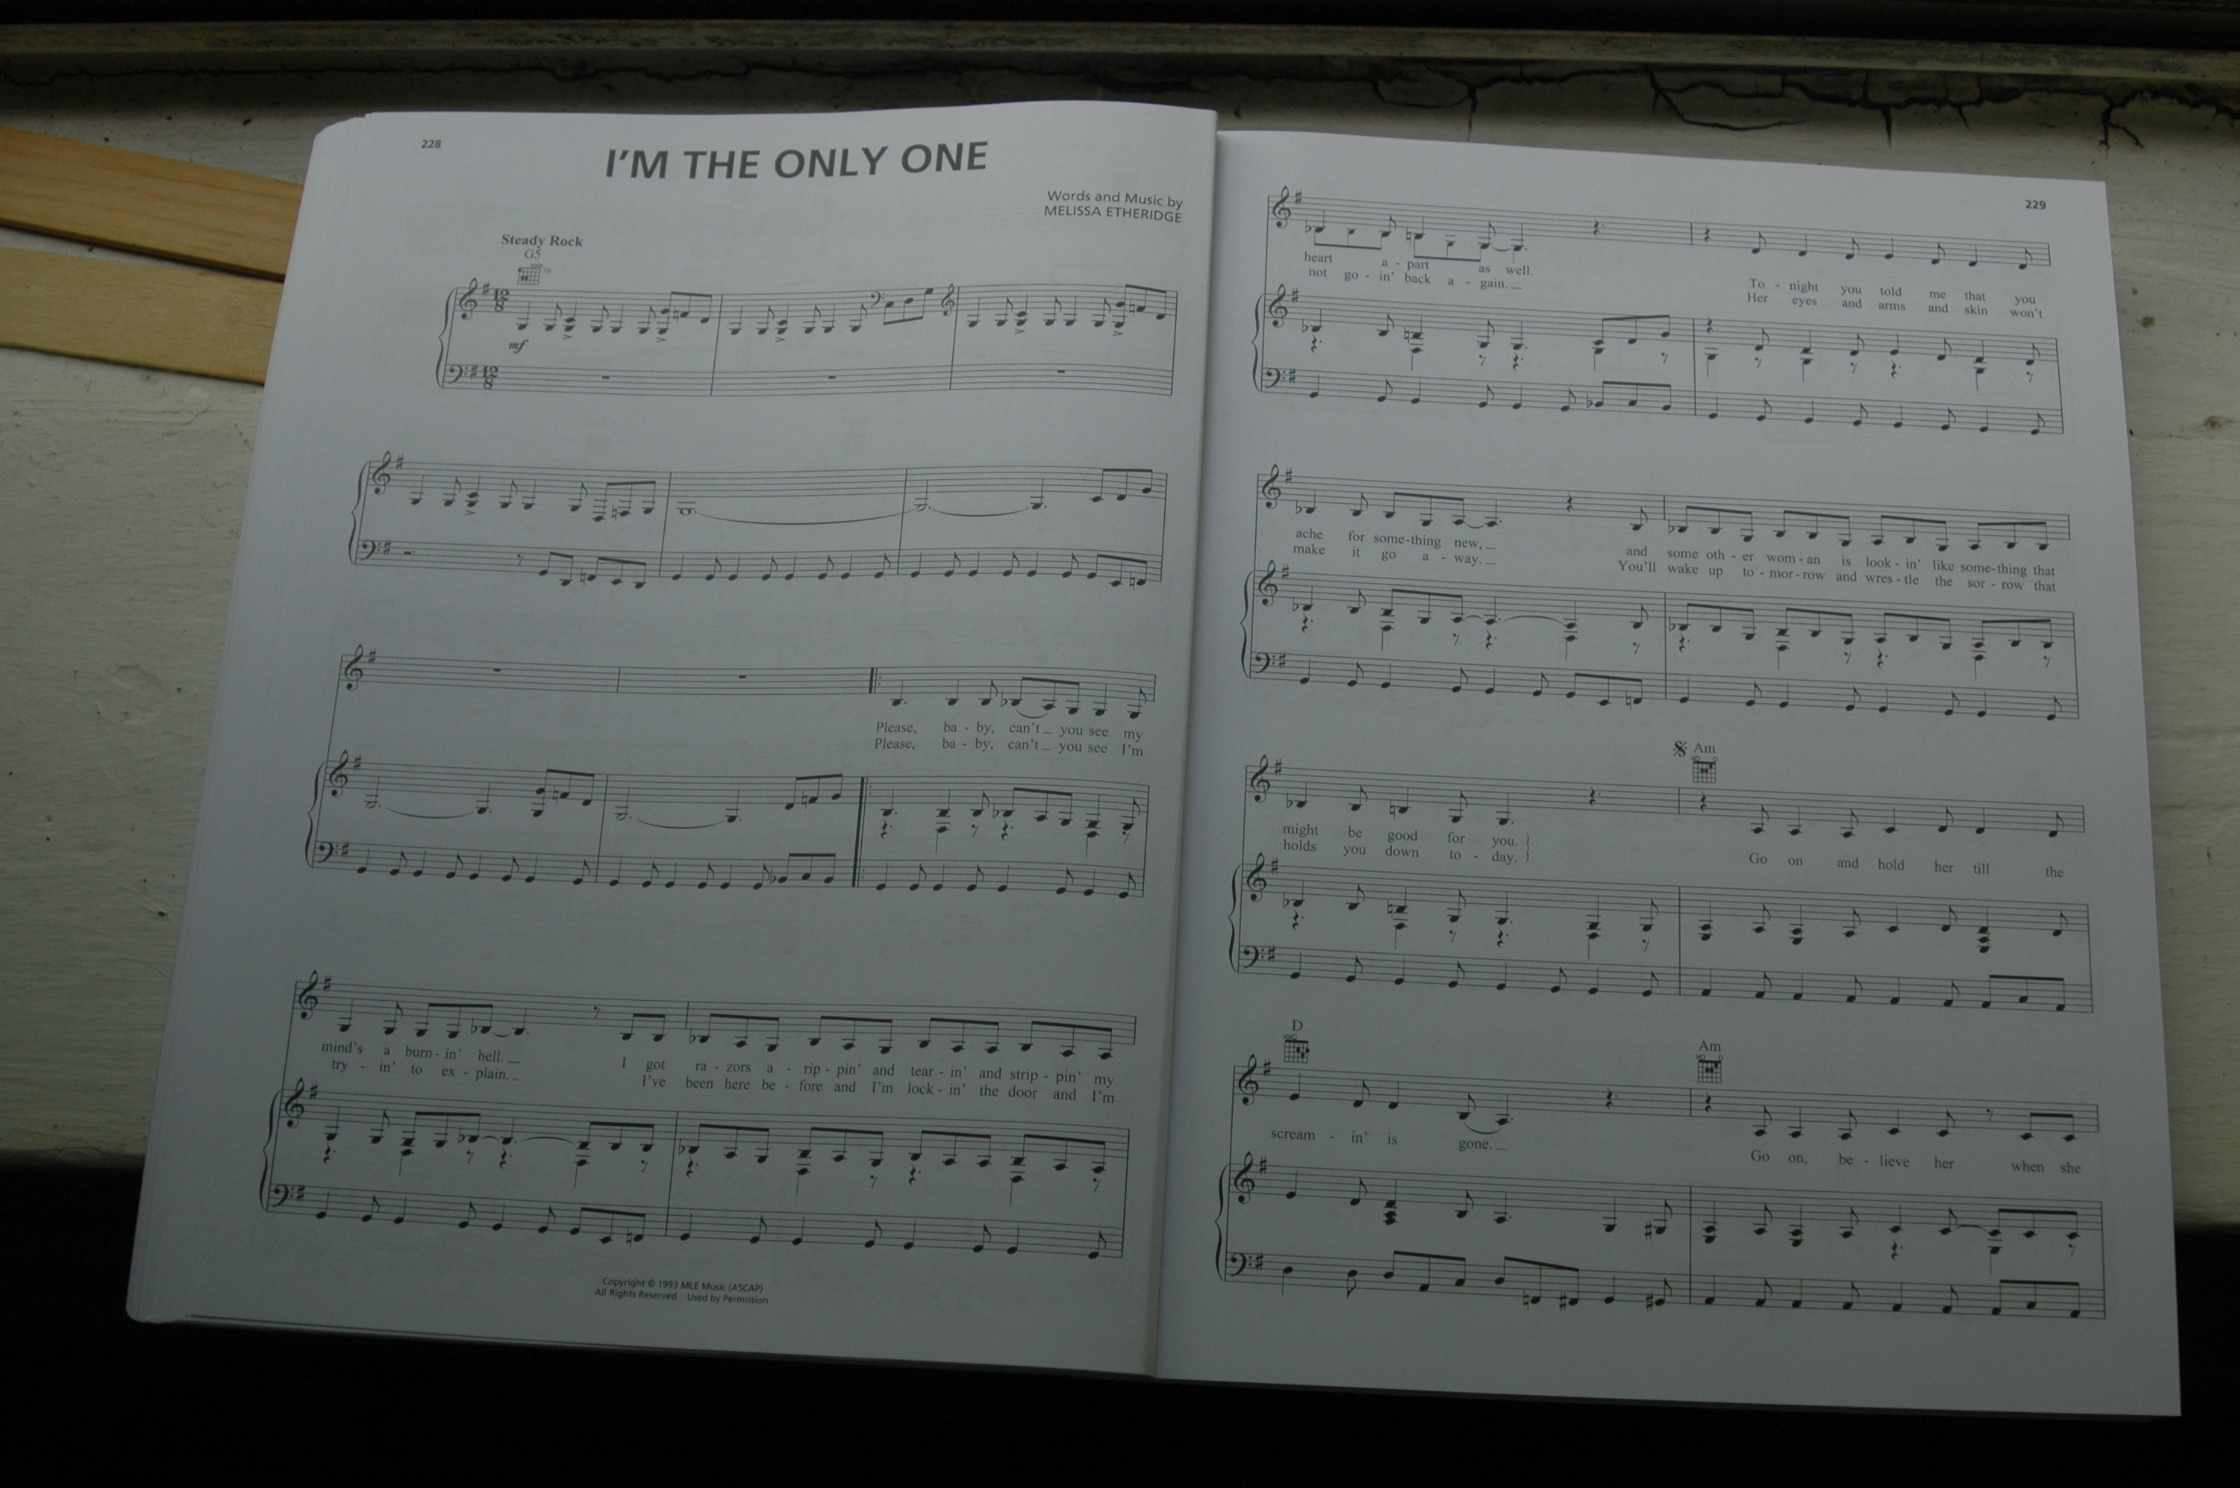 228
I'M THE ONLY ONE
Words and Music by
MELISSA ETHERIDGE
Steady Rock
G5
12
8
mf
12
8
Please, ba - by, can't you see my
Please, ba - by, can't you see I'm
mind's a burn - in' hell. I got ra - zors a - rip - pin' and tear - in' and strip - pin' my
try - in' to ex - plain. I've been here be - fore and I'm lock - in' the door and I'm
Copyright © 1993 MLE Music (ASCAP)
All Rights Reserved Used by Permission
229
heart a - part as well. To - night you told me that you
not go - in' back a - gain. Her eyes and arms and skin won't
ache for some - thing new, and some oth - er wom - an is look - in' like some - thing that
make it go a - way. You'll wake up to - mor - row and wres - tle the sor - row that
Am
might be good for you. Go on and hold her till the
holds you down to - day.
D
Am
scream - in' is gone. Go on, be - lieve her when she